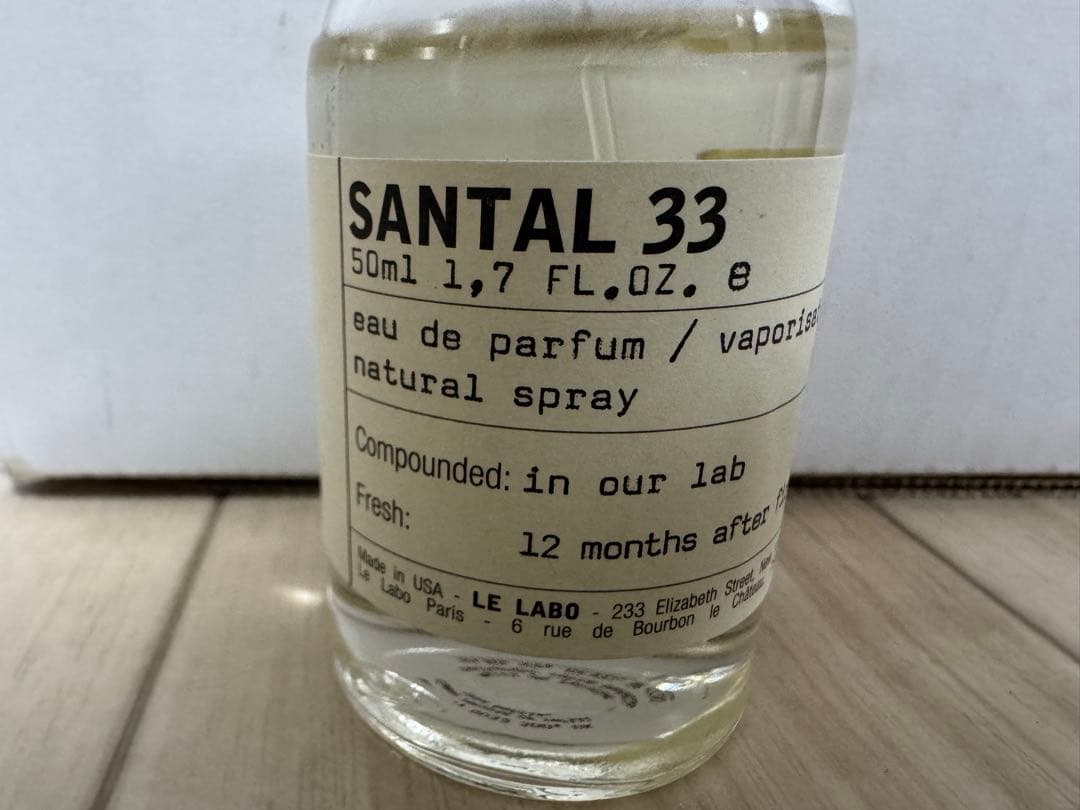 SANTAL 33
50ml 1,7 FL.OZ. e
eau de parfum /
natural spray
Compounded: in our lab
Fresh: 12 months after
Made in USA - LE LABO - 233 Elizabeth Street,
Le Labo Paris - 6 rue de Bourbon le